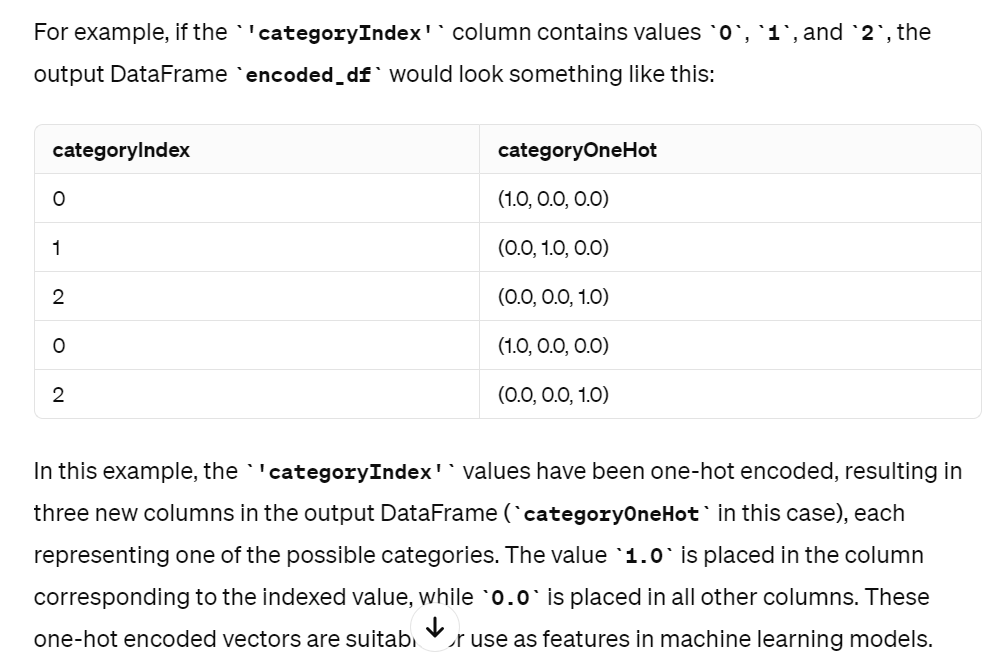 For example, if the `'categoryIndex'` column contains values `0`, `1`, and `2`, the
output DataFrame `encoded_df` would look something like this:
categoryIndex categoryOneHot
0 (1.0, 0.0, 0.0)
1 (0.0, 1.0, 0.0)
2 (0.0, 0.0, 1.0)
0 (1.0, 0.0, 0.0)
2 (0.0, 0.0, 1.0)
In this example, the `'categoryIndex'` values have been one-hot encoded, resulting in
three new columns in the output DataFrame (`categoryOneHot` in this case), each
representing one of the possible categories. The value `1.0` is placed in the column
corresponding to the indexed value, while `0.0` is placed in all other columns. These
one-hot encoded vectors are use as features in machine learning models.